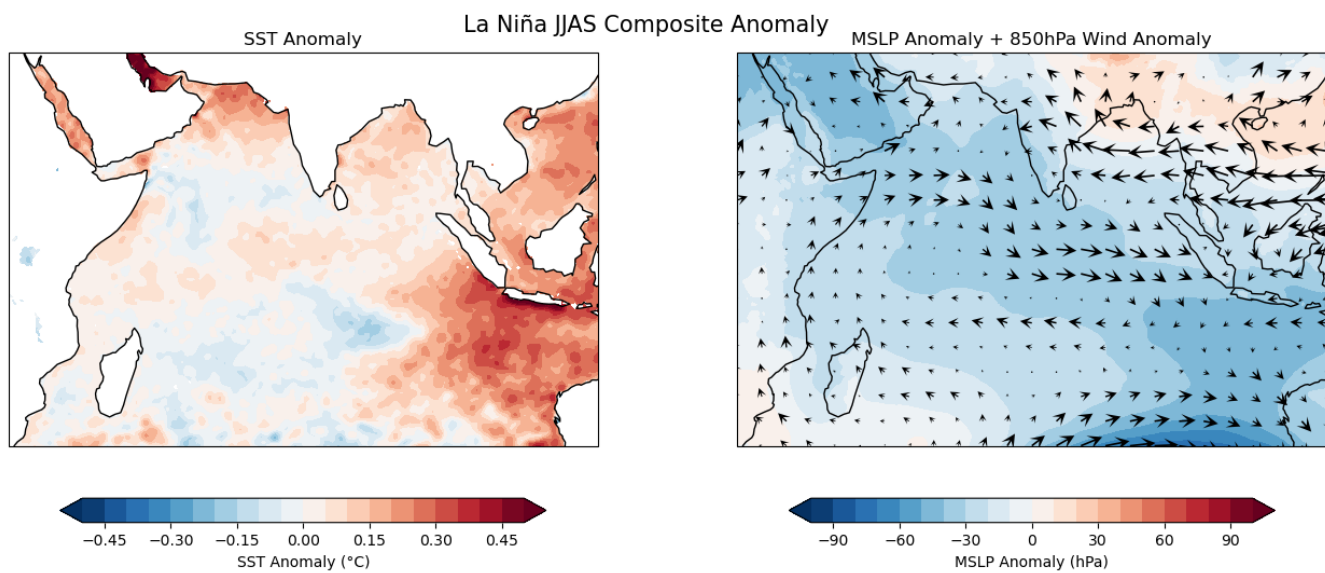 La Niña JJAS Composite Anomaly
SST Anomaly
MSLP Anomaly + 850hPa Wind Anomaly
−0.45 −0.30 −0.15 0.00 0.15 0.30 0.45
SST Anomaly (°C)
−90 −60 −30 0 30 60 90
MSLP Anomaly (hPa)